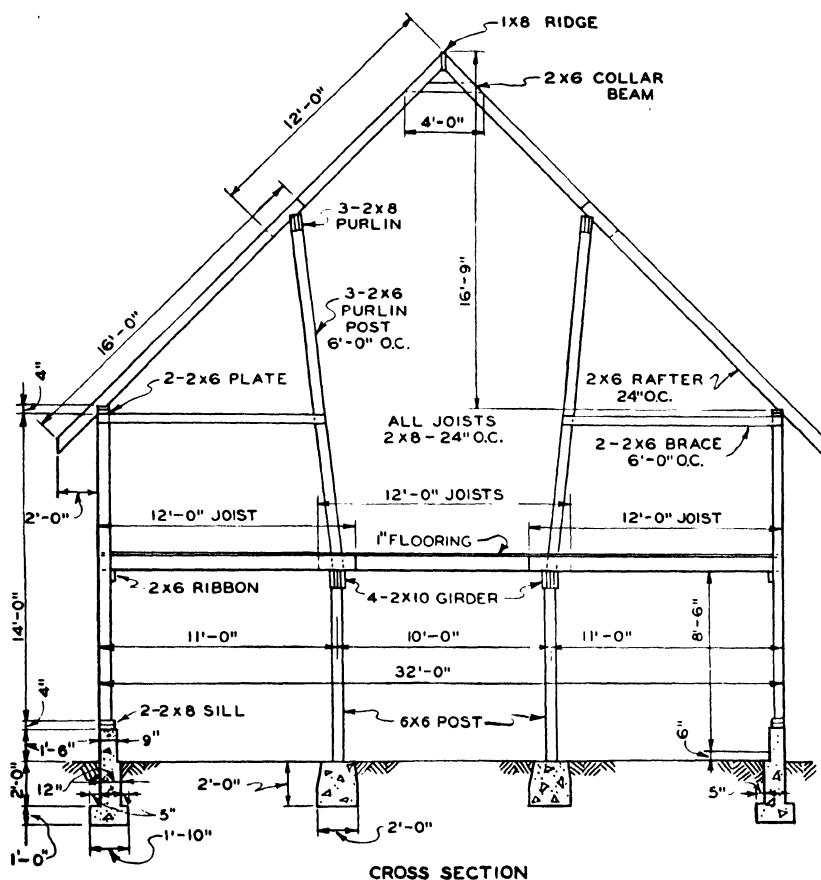 1X8 RIDGE
2X6 COLLAR
BEAM
12'-0"
4'-0"
3-2X8
PURLIN
16'-9"
3-2X6
PURLIN
POST
6'-0" O.C.
16'-0"
4"
2-2X6 PLATE
2X6 RAFTER
24" O.C.
ALL JOISTS
2X8-24" O.C.
2-2X6 BRACE
6'-0" O.C.
2'-0"
12'-0" JOISTS
12'-0" JOIST
12'-0" JOIST
1" FLOORING
2X6 RIBBON
4-2X10 GIRDER
14'-0"
8'-6"
11'-0"
10'-0"
11'-0"
32'-0"
4"
2-2X8 SILL
6X6 POST
1'-6"
9"
6"
2'-0"
12"
2'-0"
5"
5"
1'-0"
1'-10"
2'-0"
CROSS SECTION